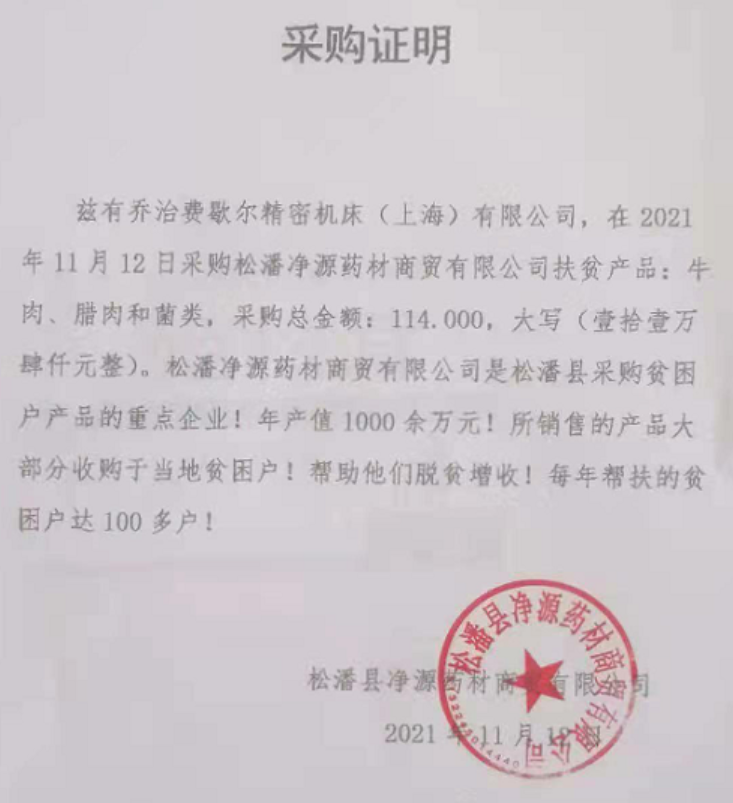 采购证明
兹有乔治费歇尔精密机床（上海）有限公司，在 2021
年 11 月 12 日采购松潘净源药材商贸有限公司扶贫产品：牛
肉、腊肉和菌类，采购总金额：114.000，大写（壹拾壹万
肆仟元整）。松潘净源药材商贸有限公司是松潘县采购贫困
户产品的重点企业！年产值 1000 余万元！所销售的产品大
部分收购于当地贫困户！帮助他们脱贫增收！每年帮扶的贫
困户达 100 多户！
松潘县净源药材商贸有限公司
2021 年 11 月 12 日
松潘县净源药材商贸有限公司